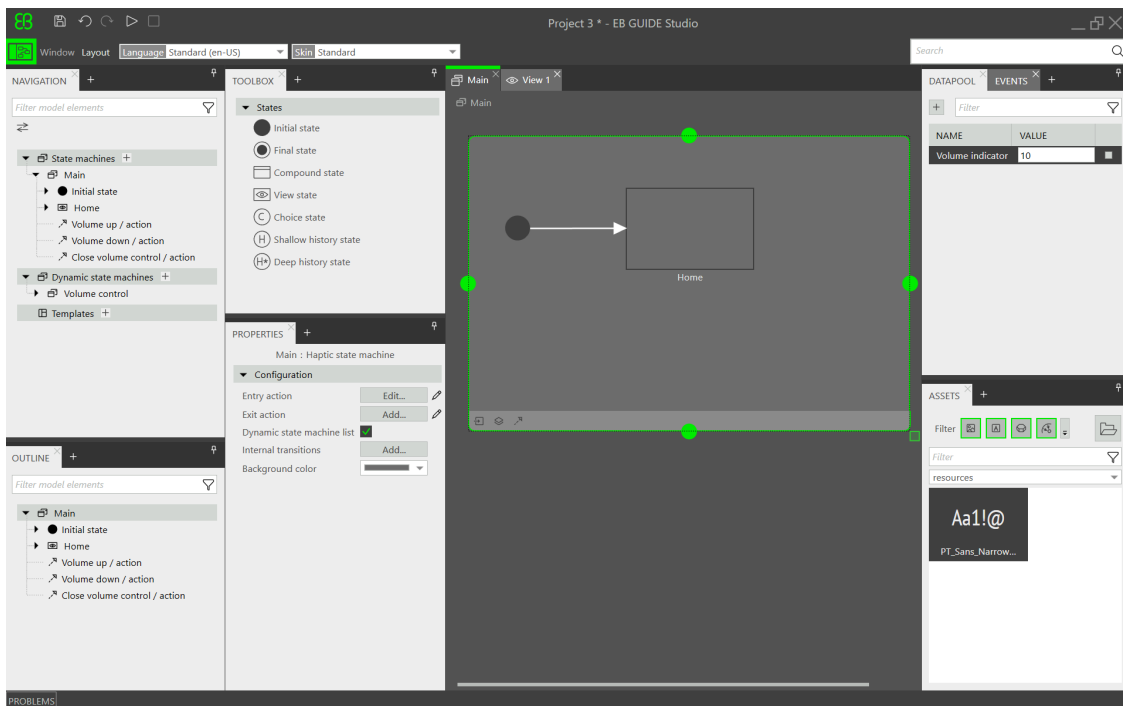 EB
Project 3 * - EB GUIDE Studio
Window Layout Language Standard (en-US) Skin Standard
Search
NAVIGATION
Filter model elements
State machines
Main
Initial state
Home
Volume up / action
Volume down / action
Close volume control / action
Dynamic state machines
Volume control
Templates
OUTLINE
Filter model elements
Main
Initial state
Home
Volume up / action
Volume down / action
Close volume control / action
TOOLBOX
States
Initial state
Final state
Compound state
View state
C Choice state
H Shallow history state
H* Deep history state
PROPERTIES
Main : Haptic state machine
Configuration
Entry action Edit...
Exit action Add...
Dynamic state machine list
Internal transitions Add...
Background color
Main View 1
Main
Home
DATAPOOL EVENTS
Filter
NAME VALUE
Volume indicator 10
ASSETS
Filter
Filter
resources
Aa1!@
PT_Sans_Narrow...
PROBLEMS